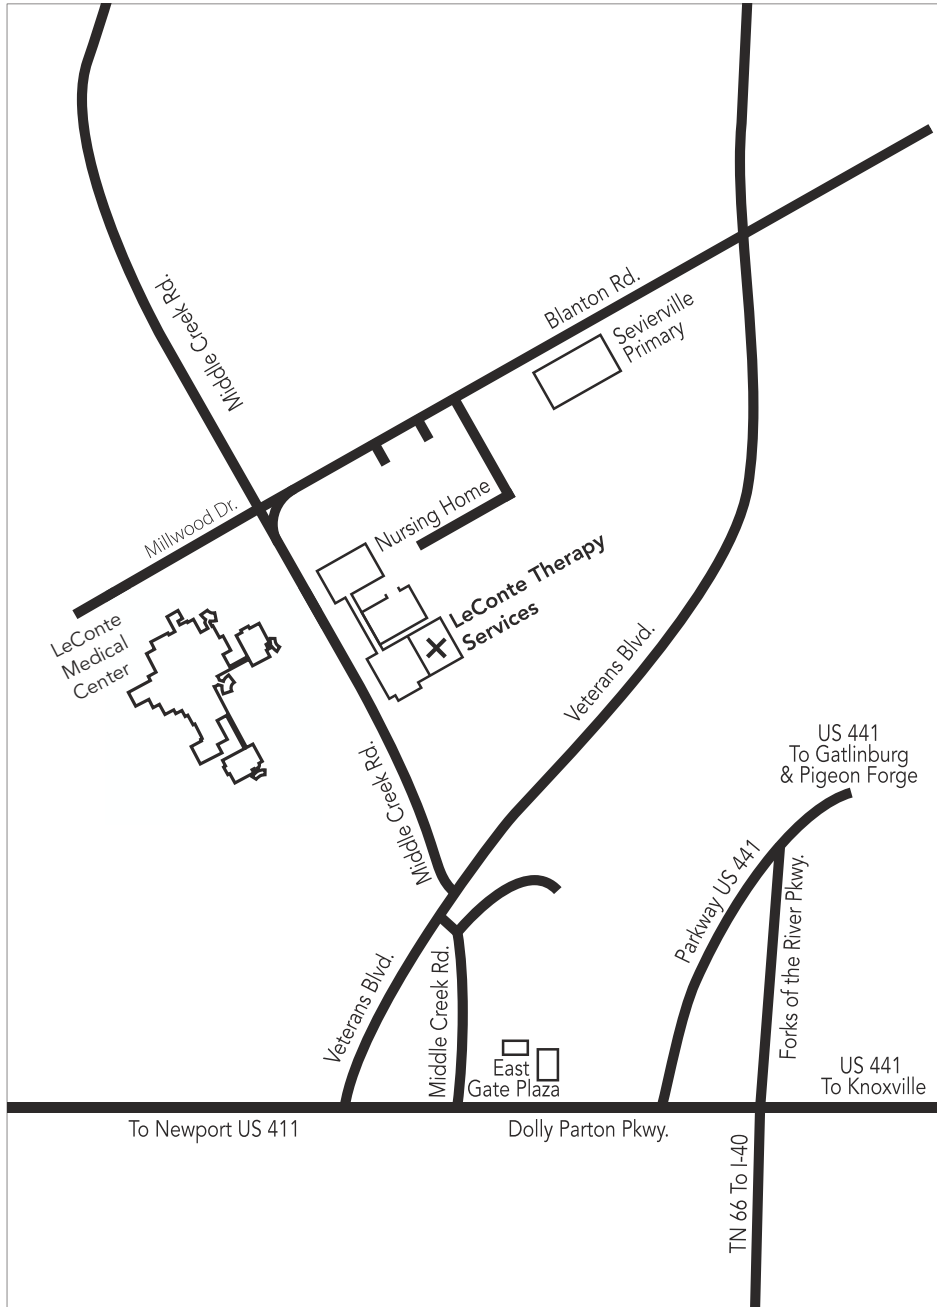 Middle Creek Rd.
Blanton Rd.
Sevierville
Primary
Millwood Dr.
Nursing Home
LeConte Therapy
Services
LeConte
Medical
Center
Veterans Blvd.
US 441
To Gatlinburg
& Pigeon Forge
Middle Creek Rd.
Parkway US 441
Forks of the River Pkwy.
Veterans Blvd.
Middle Creek Rd.
East
Gate Plaza
US 441
To Knoxville
To Newport US 411
Dolly Parton Pkwy.
TN 66 To I-40